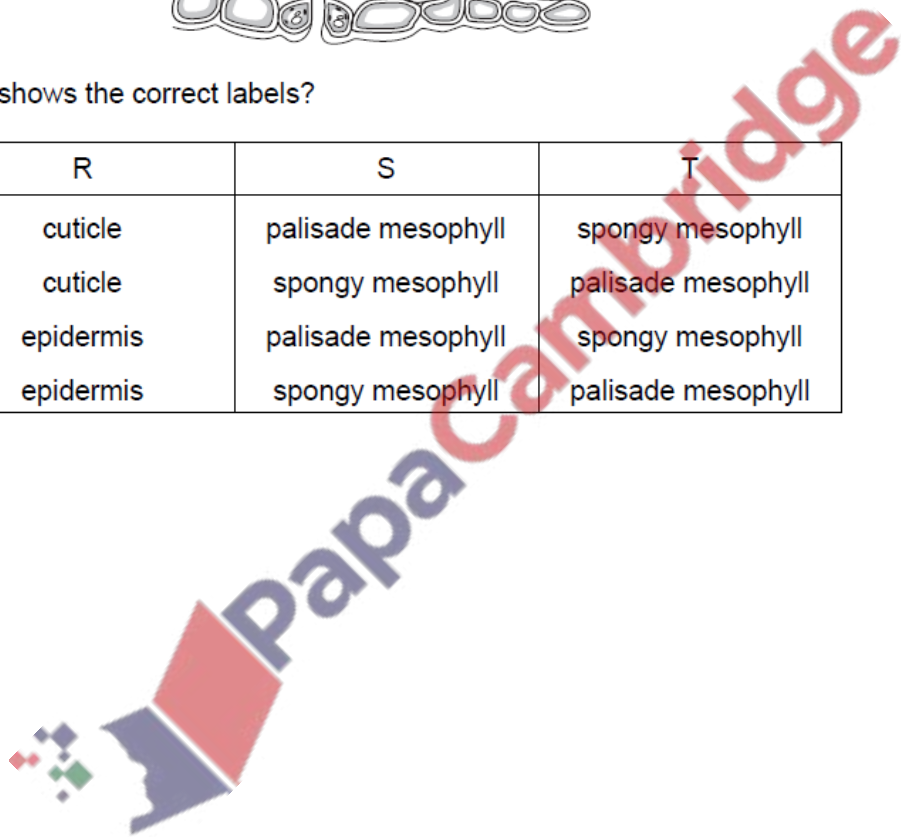 shows the correct labels?
R S T
cuticle palisade mesophyll spongy mesophyll
cuticle spongy mesophyll palisade mesophyll
epidermis palisade mesophyll spongy mesophyll
epidermis spongy mesophyll palisade mesophyll
PapaCambridge